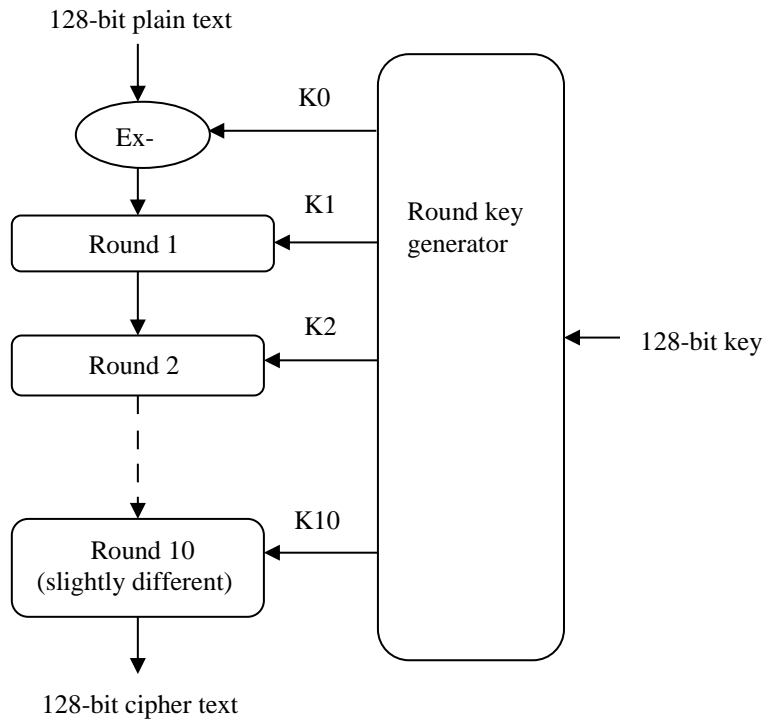 128-bit plain text
K0
Ex-
K1
Round key
generator
Round 1
K2
128-bit key
Round 2
K10
Round 10
(slightly different)
128-bit cipher text